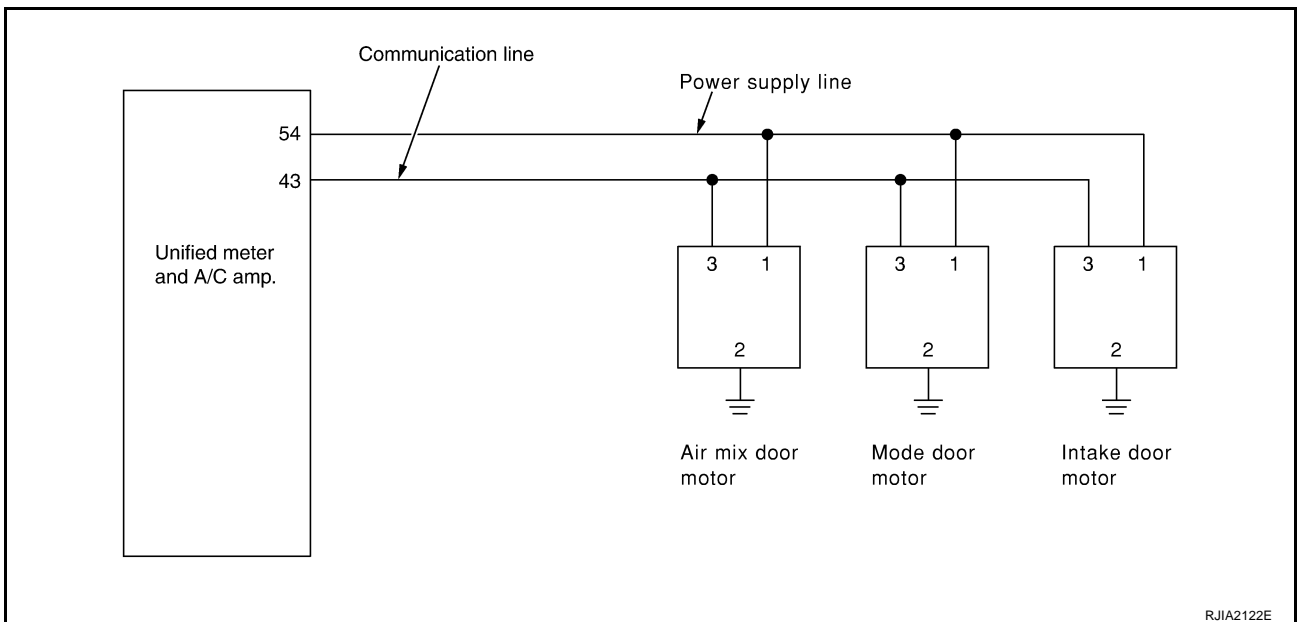 Communication line
Power supply line
54
43
Unified meter
and A/C amp.
3 1
3 1
3 1
2
2
2
Air mix door
motor
Mode door
motor
Intake door
motor
RJIA2122E